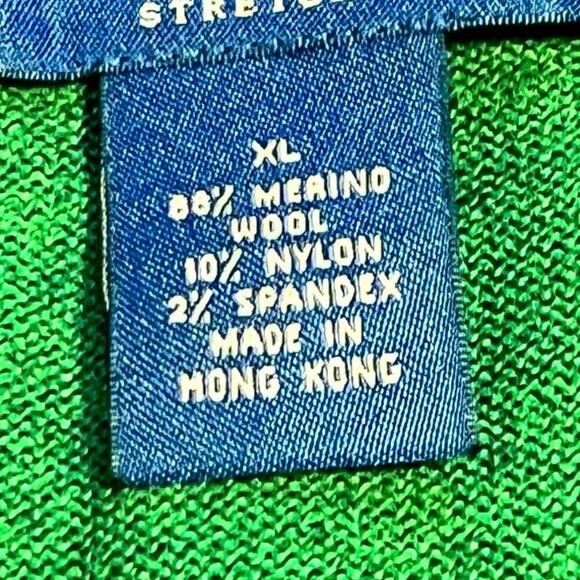 XL
88% MERINO
WOOL
10% NYLON
2% SPANDEX
MADE IN
HONG KONG